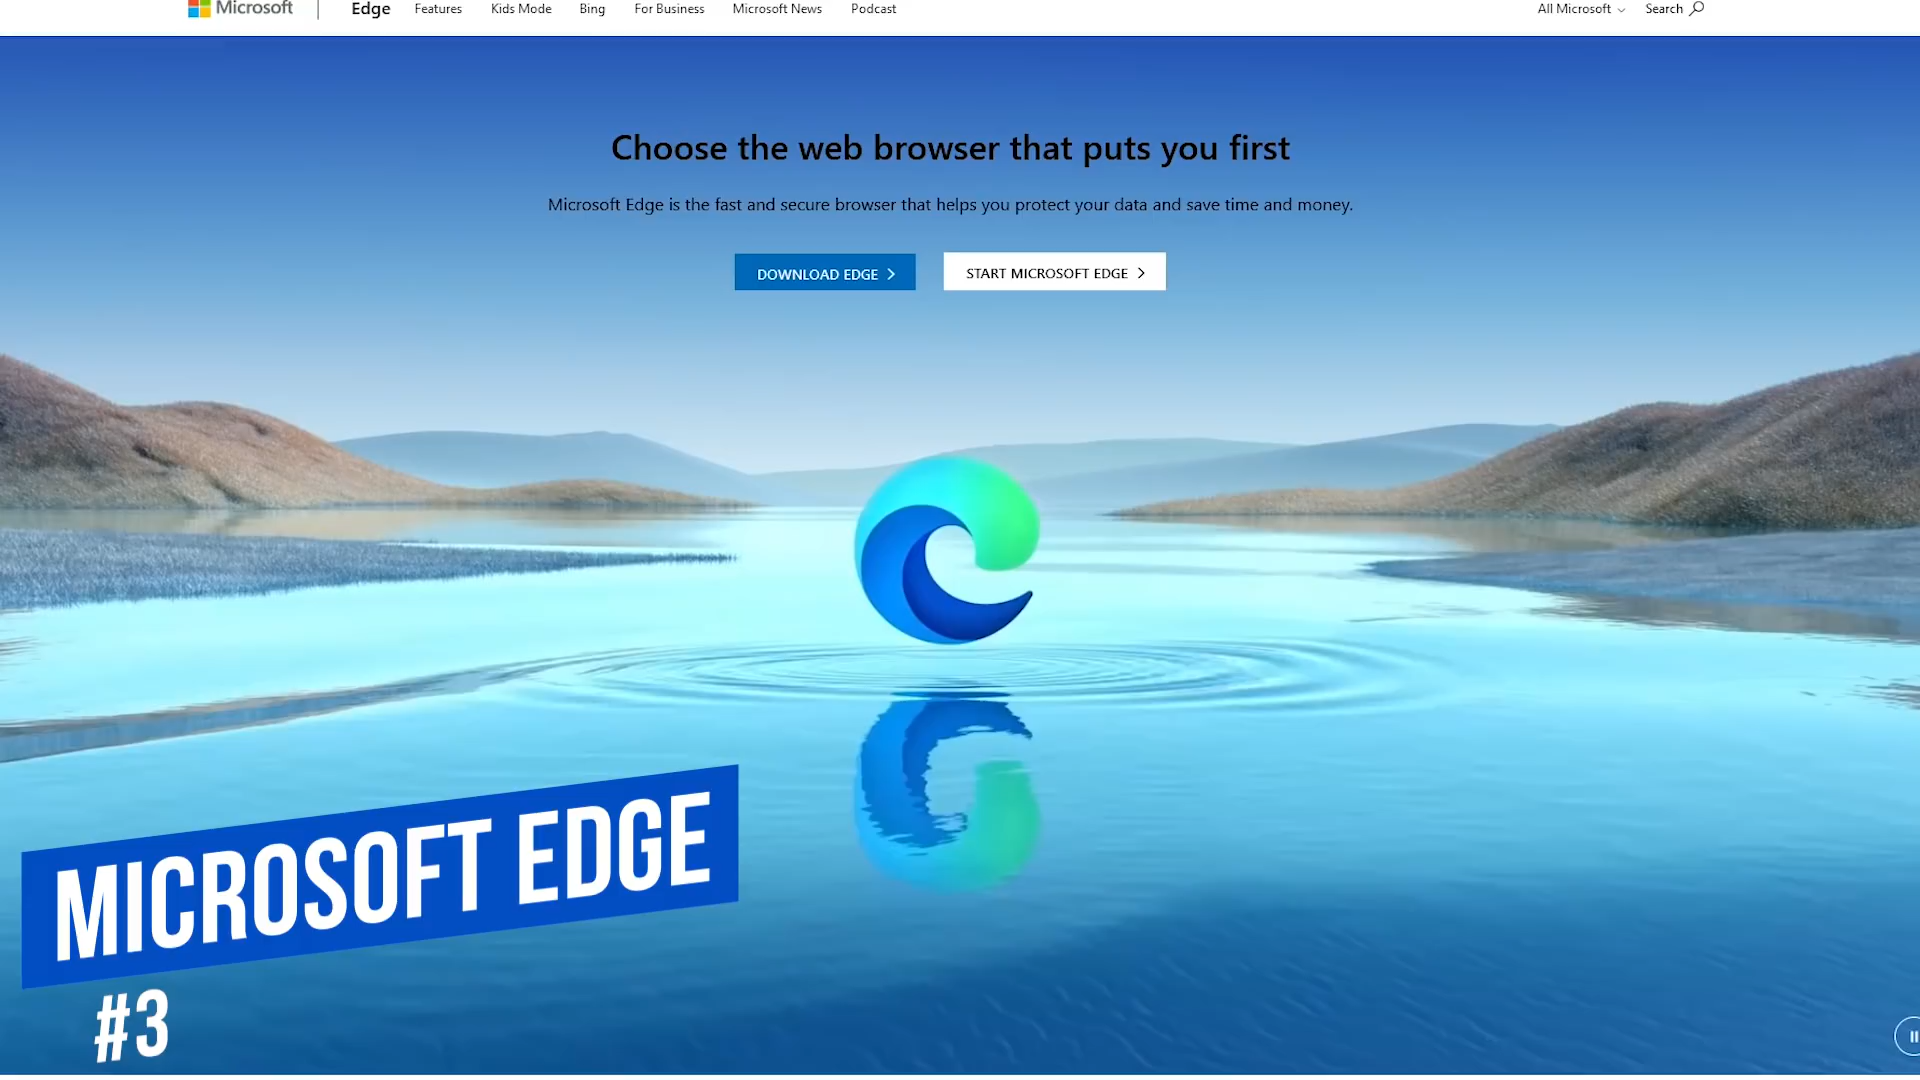 Microsoft Edge Features Kids Mode Bing For Business Microsoft News Podcast All Microsoft Search
Choose the web browser that puts you first
Microsoft Edge is the fast and secure browser that helps you protect your data and save time and money.
DOWNLOAD EDGE START MICROSOFT EDGE
MICROSOFT EDGE
#3